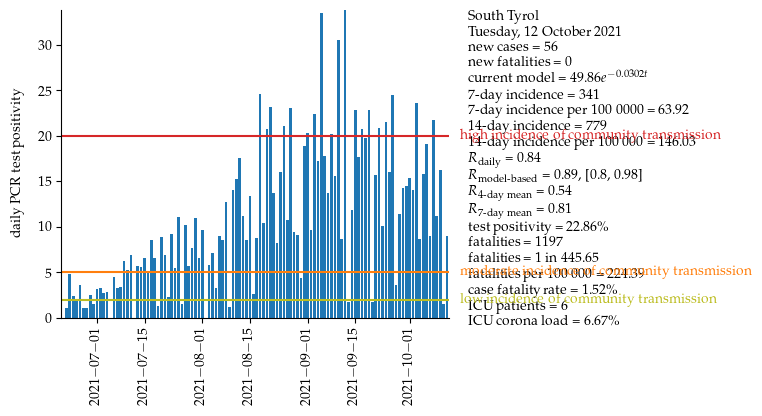 South Tyrol
Tuesday, 12 October 2021
new cases = 56
new fatalities = 0
current model = 49.86e^{-0.0302t}
7-day incidence = 341
7-day incidence per 100 0000 = 63.92
14-day incidence = 779
high incidence of community transmission
14-day incidence per 100 000 = 146.03
R_daily = 0.84
R_model-based = 0.89, [0.8, 0.98]
R_4-day mean = 0.54
R_7-day mean = 0.81
test positivity = 22.86%
fatalities = 1197
fatalities = 1 in 445.65
moderate incidence of community transmission
fatalities per 100 000 = 224.39
case fatality rate = 1.52%
low incidence of community transmission
ICU patients = 6
ICU corona load = 6.67%
daily PCR test positivity
30
25
20
15
10
5
0
2021−07−01
2021−07−15
2021−08−01
2021−08−15
2021−09−01
2021−09−15
2021−10−01